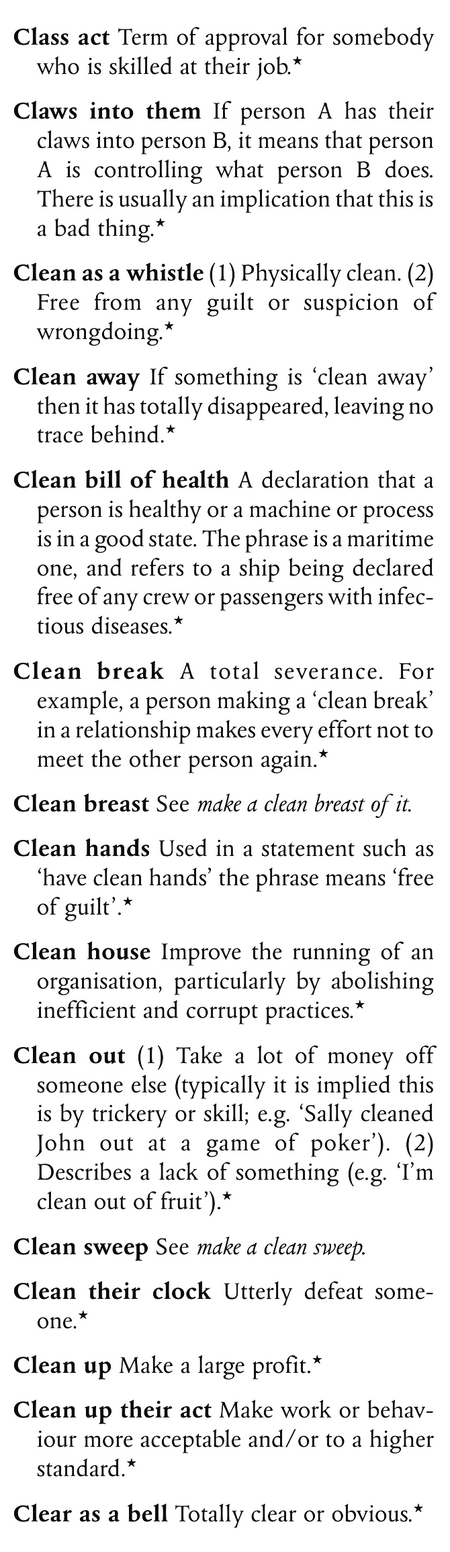 Class act Term of approval for somebody
who is skilled at their job.★
Claws into them If person A has their
claws into person B, it means that person
A is controlling what person B does.
There is usually an implication that this is
a bad thing.★
Clean as a whistle (1) Physically clean. (2)
Free from any guilt or suspicion of
wrongdoing.★
Clean away If something is ‘clean away’
then it has totally disappeared, leaving no
trace behind.★
Clean bill of health A declaration that a
person is healthy or a machine or process
is in a good state. The phrase is a maritime
one, and refers to a ship being declared
free of any crew or passengers with infec-
tious diseases.★
Clean break A total severance. For
example, a person making a ‘clean break’
in a relationship makes every effort not to
meet the other person again.★
Clean breast See make a clean breast of it.
Clean hands Used in a statement such as
‘have clean hands’ the phrase means ‘free
of guilt’.★
Clean house Improve the running of an
organisation, particularly by abolishing
inefficient and corrupt practices.★
Clean out (1) Take a lot of money off
someone else (typically it is implied this
is by trickery or skill; e.g. ‘Sally cleaned
John out at a game of poker’). (2)
Describes a lack of something (e.g. ‘I’m
clean out of fruit’).★
Clean sweep See make a clean sweep.
Clean their clock Utterly defeat some-
one.★
Clean up Make a large profit.★
Clean up their act Make work or behav-
iour more acceptable and/or to a higher
standard.★
Clear as a bell Totally clear or obvious.★